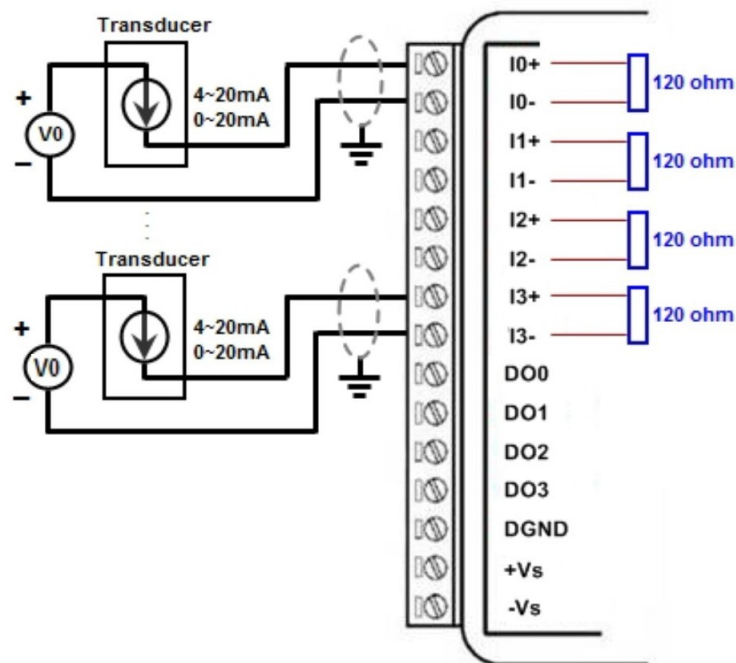 Transducer
+
V0
−
4~20mA
0~20mA
Transducer
+
V0
−
4~20mA
0~20mA
I0+
120 ohm
I0-
I1+
120 ohm
I1-
I2+
120 ohm
I2-
I3+
120 ohm
I3-
DO0
DO1
DO2
DO3
DGND
+Vs
-Vs